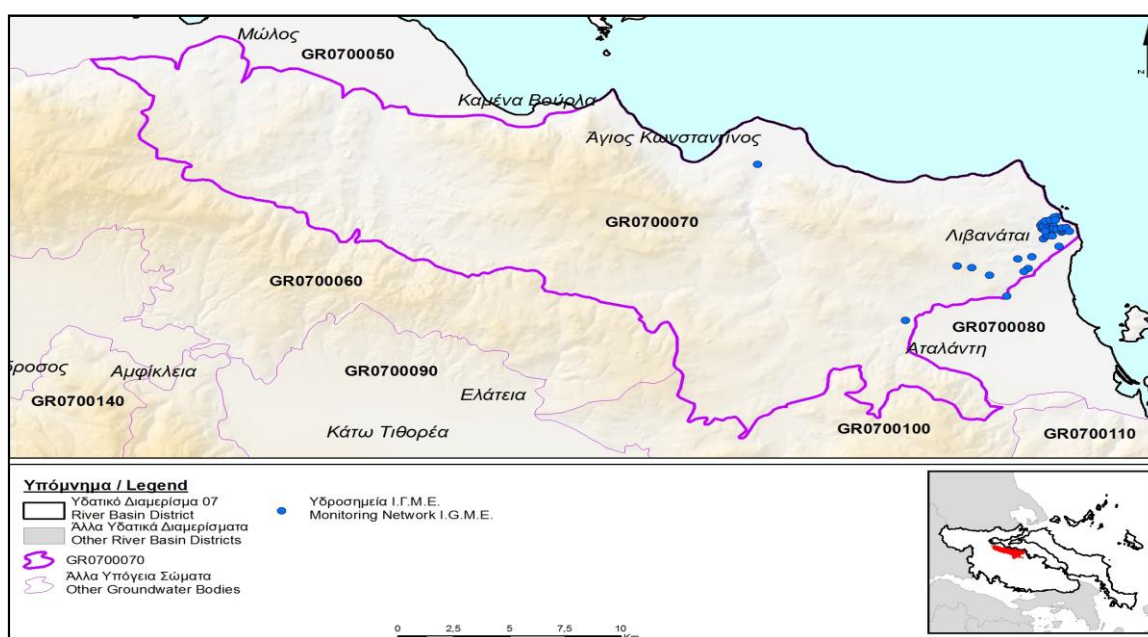 Μώλος
GR0700050
Καμένα Βούρλα
Άγιος Κωνσταντίνος
GR0700070
Λιβανάται
GR0700060
GR0700080
Αταλάντη
Αμφίκλεια
GR0700090
Ελάτεια
GR0700140
Κάτω Τιθορέα
GR0700100
GR0700110
N
Υπόμνημα / Legend
Υδατικό Διαμερίσμα 07
River Basin District
Άλλα Υδατικά Διαμερίσματα
Other River Basin Districts
GR0700070
Άλλα Υπόγεια Σώματα
Other Groundwater Bodies
Υδροσημεία Ι.Γ.Μ.Ε.
Monitoring Network I.G.M.E.
0 2,5 5 7,5 10
Km